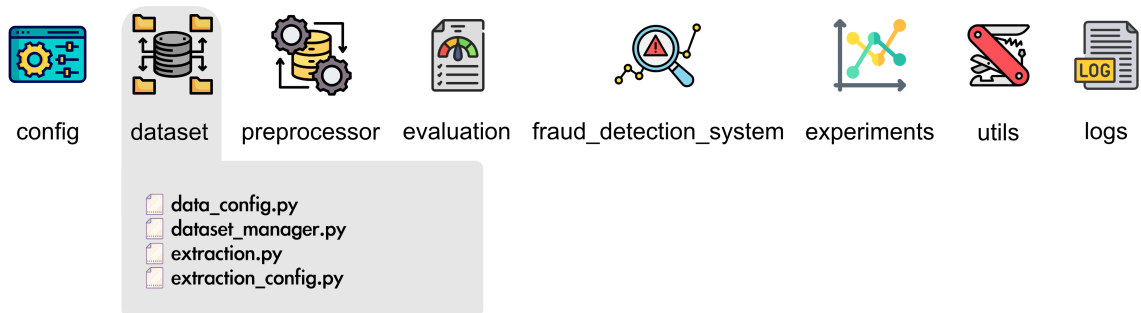 LOG
config dataset preprocessor evaluation fraud_detection_system experiments utils logs
data_config.py
dataset_manager.py
extraction.py
extraction_config.py